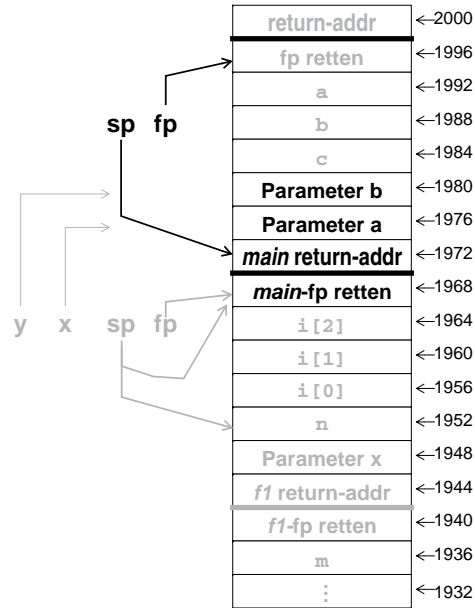 return-addr ←2000
fp retten ←1996
a ←1992
b ←1988
sp fp
c ←1984
Parameter b ←1980
Parameter a ←1976
main return-addr ←1972
main-fp retten ←1968
y x sp fp
i[2] ←1964
i[1] ←1960
i[0] ←1956
n ←1952
Parameter x ←1948
f1 return-addr ←1944
f1-fp retten ←1940
m ←1936
⋮ ←1932